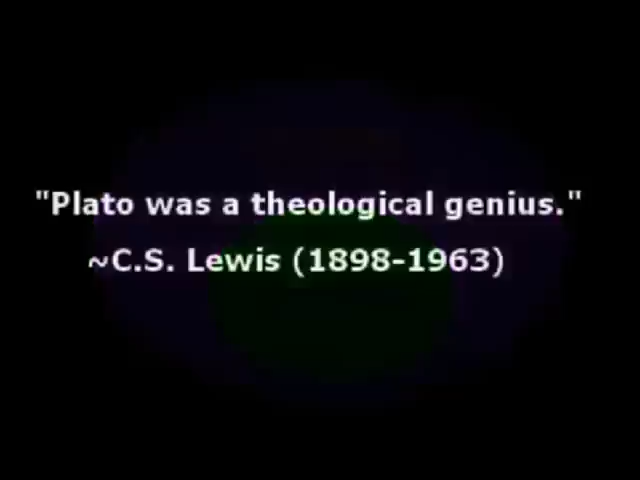 "Plato was a theological genius."
~C.S. Lewis (1898-1963)